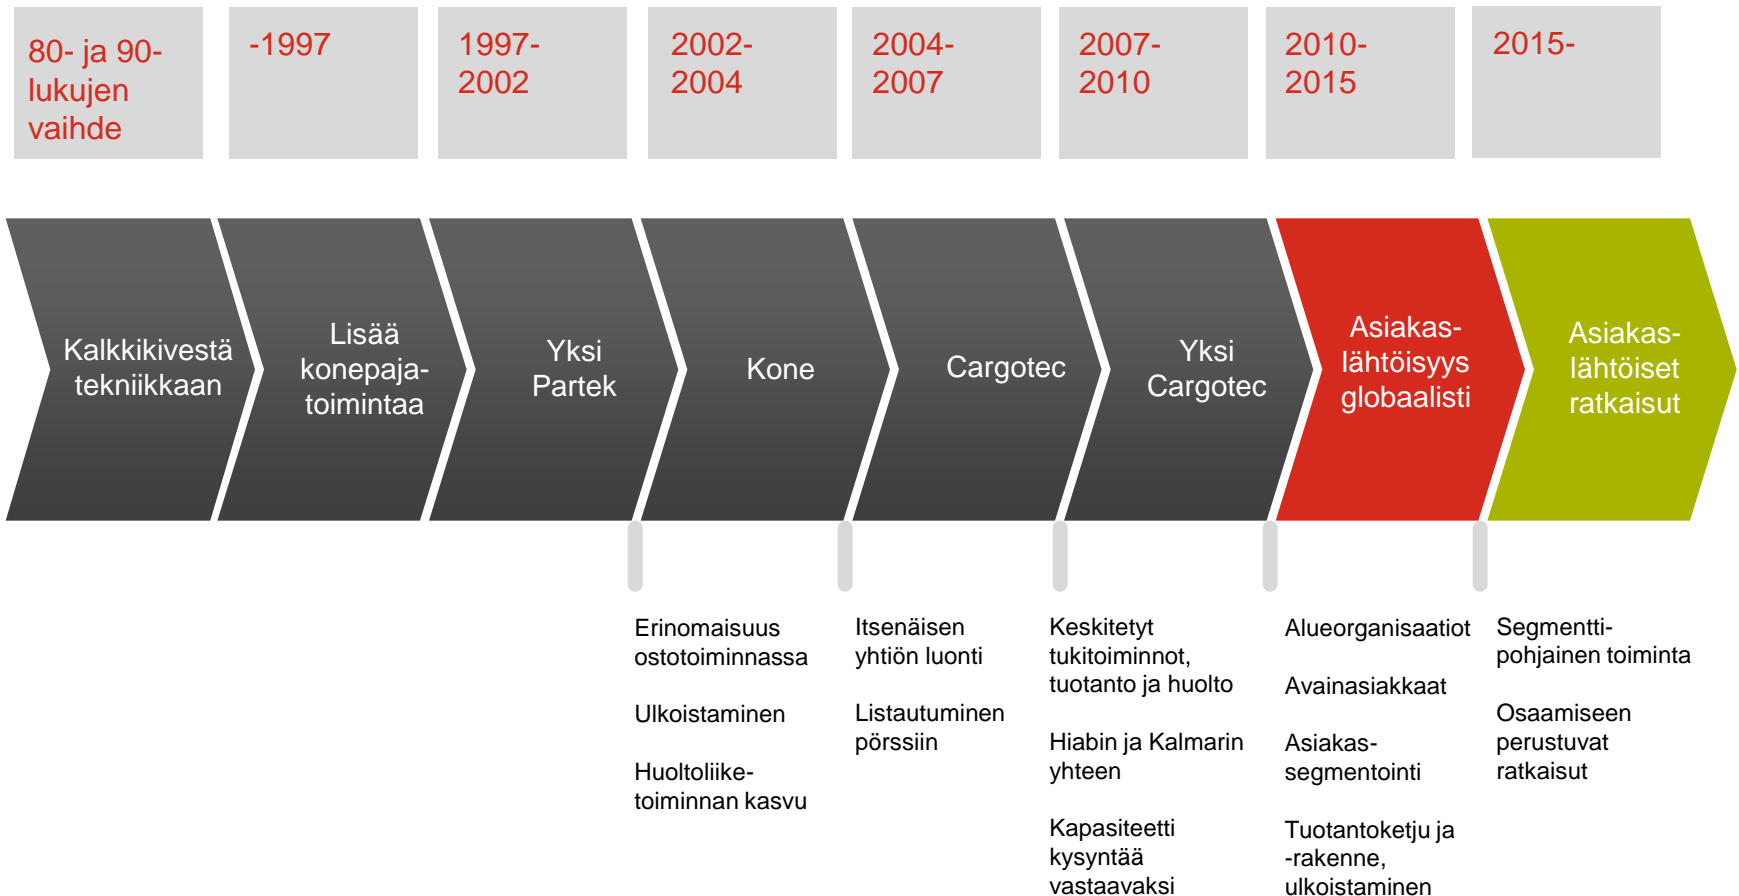 80- ja 90-
lukujen
vaihde
-1997
1997-
2002
2002-
2004
2004-
2007
2007-
2010
2010-
2015
2015-
Kalkkikivestä
tekniikkaan
Lisää
konepaja-
toimintaa
Yksi
Partek
Kone
Cargotec
Yksi
Cargotec
Asiakas-
lähtöisyys
globaalisti
Asiakas-
lähtöiset
ratkaisut
Erinomaisuus
ostotoiminnassa
Ulkoistaminen
Huoltoliike-
toiminnan kasvu
Itsenäisen
yhtiön luonti
Listautuminen
pörssiin
Keskitetyt
tukitoiminnot,
tuotanto ja huolto
Hiabin ja Kalmarin
yhteen
Kapasiteetti
kysyntää
vastaavaksi
Alueorganisaatiot
Avainasiakkaat
Asiakas-
segmentointi
Tuotantoketju ja
-rakenne,
ulkoistaminen
Segmentti-
pohjainen toiminta
Osaamiseen
perustuvat
ratkaisut